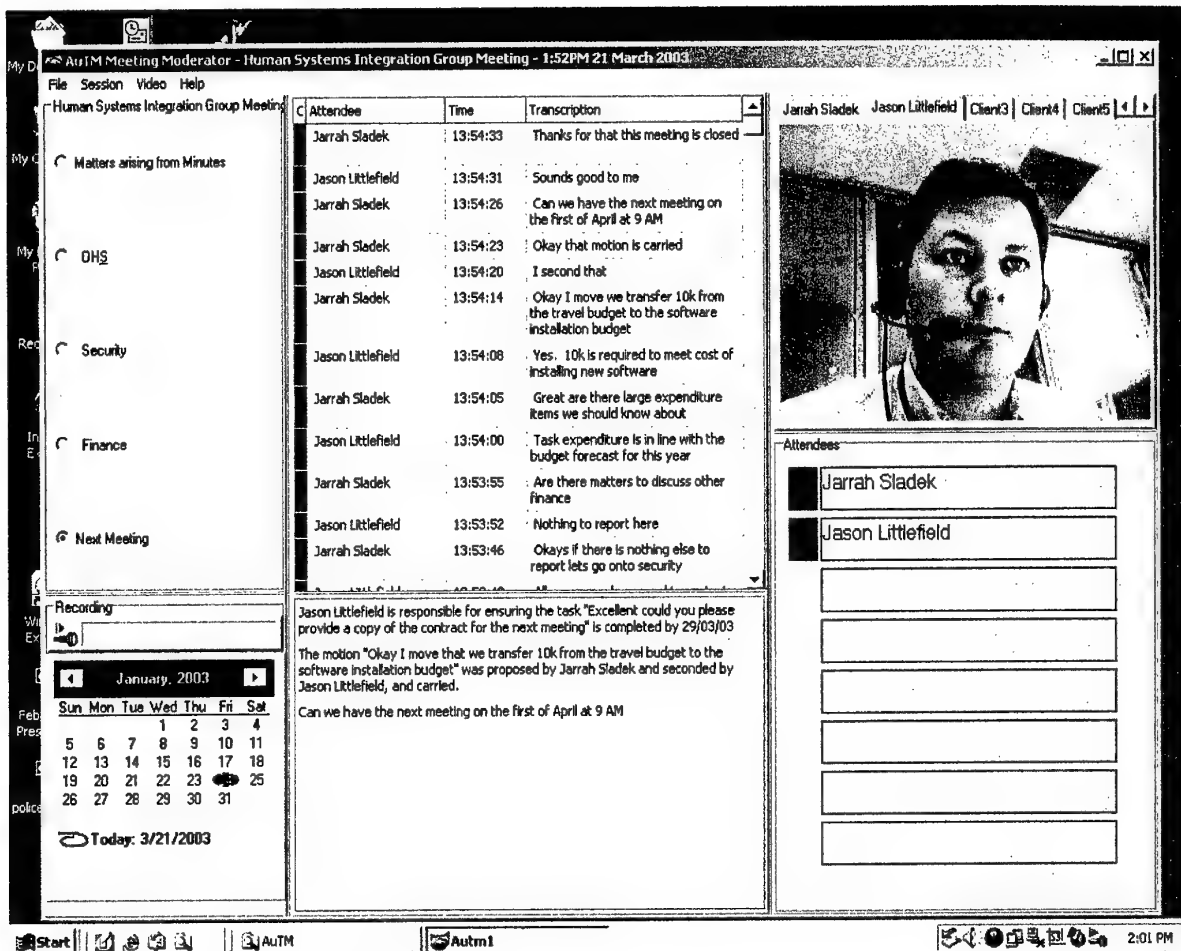 AuTM Meeting Moderator - Human Systems Integration Group Meeting - 1:52PM 21 March 2003
File Session Video Help
Human Systems Integration Group Meeting
Matters arising from Minutes
OHS
Security
Finance
Next Meeting
C Attendee Time Transcription
Jarrah Sladek 13:54:33 Thanks for that this meeting is closed
Jason Littlefield 13:54:31 Sounds good to me
Jarrah Sladek 13:54:26 Can we have the next meeting on
the first of April at 9 AM
Jarrah Sladek 13:54:23 Okay that motion is carried
Jason Littlefield 13:54:20 I second that
Jarrah Sladek 13:54:14 Okay I move we transfer 10k from
the travel budget to the software
installation budget
Jason Littlefield 13:54:08 Yes. 10k is required to meet cost of
installing new software
Jarrah Sladek 13:54:05 Great are there large expenditure
items we should know about
Jason Littlefield 13:54:00 Task expenditure is in line with the
budget forecast for this year
Jarrah Sladek 13:53:55 Are there matters to discuss other
finance
Jason Littlefield 13:53:52 Nothing to report here
Jarrah Sladek 13:53:46 Okays if there is nothing else to
report lets go onto security
Jarrah Sladek Jason Littlefield Client3 Client4 Client5
Attendees
Jarrah Sladek
Jason Littlefield
Recording
January, 2003
Sun Mon Tue Wed Thu Fri Sat
1 2 3 4
5 6 7 8 9 10 11
12 13 14 15 16 17 18
19 20 21 22 23 25
26 27 28 29 30 31
Today: 3/21/2003
Jason Littlefield is responsible for ensuring the task "Excellent could you please
provide a copy of the contract for the next meeting" is completed by 29/03/03
The motion "Okay I move that we transfer 10k from the travel budget to the
software installation budget" was proposed by Jarrah Sladek and seconded by
Jason Littlefield, and carried.
Can we have the next meeting on the first of April at 9 AM
Start AuTM Autm1 2:01 PM